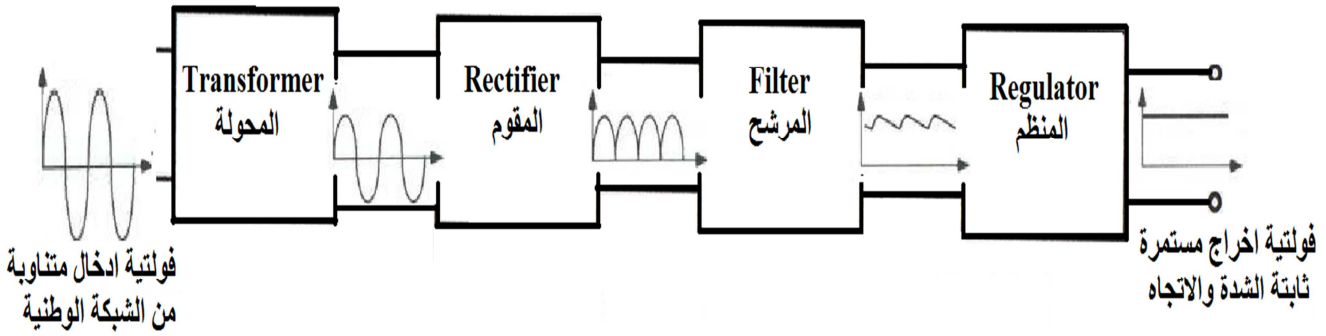 Transformer
المحولة
Rectifier
المقوم
Filter
المرشح
Regulator
المنظم
فولتية ادخال متناوبة
من الشبكة الوطنية
فولتية اخراج مستمرة
ثابتة الشدة والاتجاه